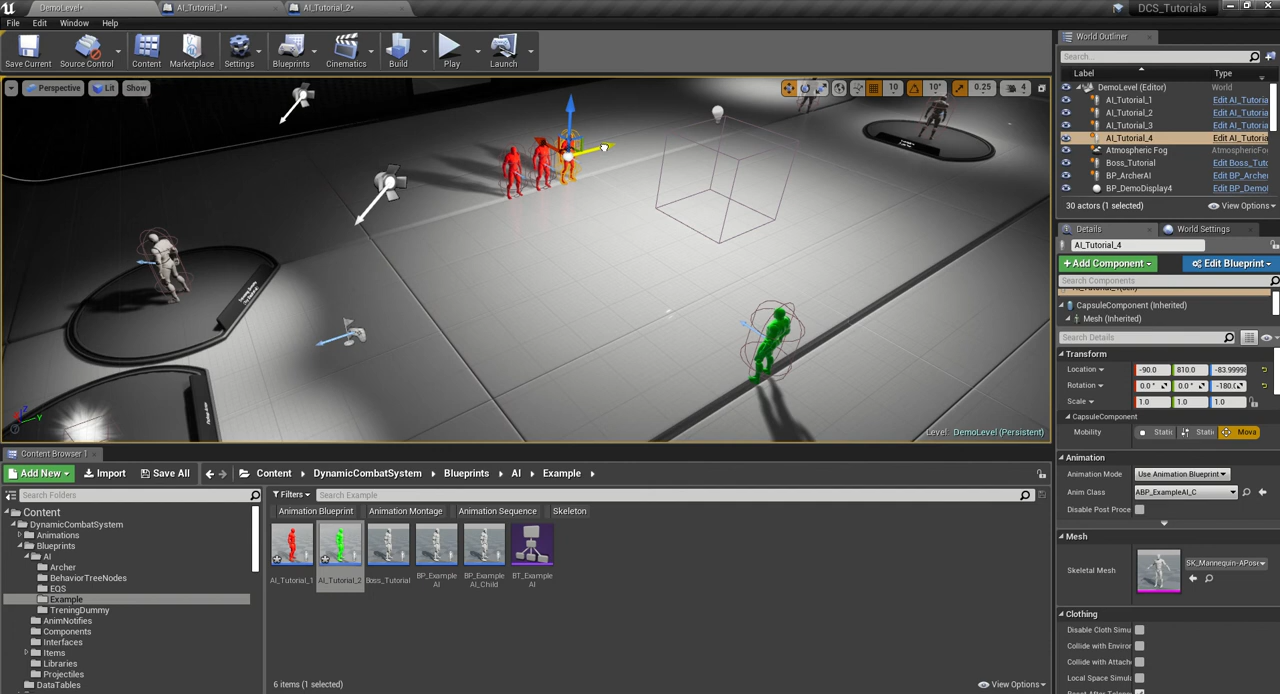 DemoLevel*
AI_Tutorial_1*
AI_Tutorial_2*
DCS_Tutorials
File Edit Window Help
Save Current
Source Control
Content
Marketplace
Settings
Blueprints
Cinematics
Build
Play
Launch
Perspective Lit Show
10 10° 0.25 4
Level: DemoLevel (Persistent)
World Outliner
Search...
Label Type
DemoLevel (Editor) World
AI_Tutorial_1 Edit AI_Tutoria
AI_Tutorial_2 Edit AI_Tutoria
AI_Tutorial_3 Edit AI_Tutoria
AI_Tutorial_4 Edit AI_Tutoria
Atmospheric Fog AtmosphericFo
Boss_Tutorial Edit Boss_Tuto
BP_ArcherAI Edit BP_Archer
BP_DemoDisplay4 Edit BP_Demol
30 actors (1 selected) View Options
Details World Settings
AI_Tutorial_4
+Add Component Edit Blueprint
Search Components
CapsuleComponent (Inherited)
Mesh (Inherited)
Search Details
Transform
Location -90.0 810.0 -83.99998
Rotation 0.0° 0.0° -180.0
Scale 1.0 1.0 1.0
CapsuleComponent
Mobility Static Static Mova
Animation
Animation Mode Use Animation Blueprint
Anim Class ABP_ExampleAI_C
Disable Post Proce
Mesh
Skeletal Mesh SK_Mannequin-APose
Clothing
Disable Cloth Simu
Collide with Enviror
Collide with Attach
Local Space Simula
Content Browser 1
Add New Import Save All Content DynamicCombatSystem Blueprints AI Example
Search Folders
Content
DynamicCombatSystem
Animations
Blueprints
AI
Archer
BehaviorTreeNodes
EQS
Example
TreningDummy
AnimNotifies
Components
Interfaces
Items
Libraries
Projectiles
DataTables
Filters Search Example
Animation Blueprint Animation Montage Animation Sequence Skeleton
AI_Tutorial_1
AI_Tutorial_2
Boss_Tutorial
BP_Example
AI
BP_Example
AI_Child
BT_Example
AI
6 items (1 selected) View Options